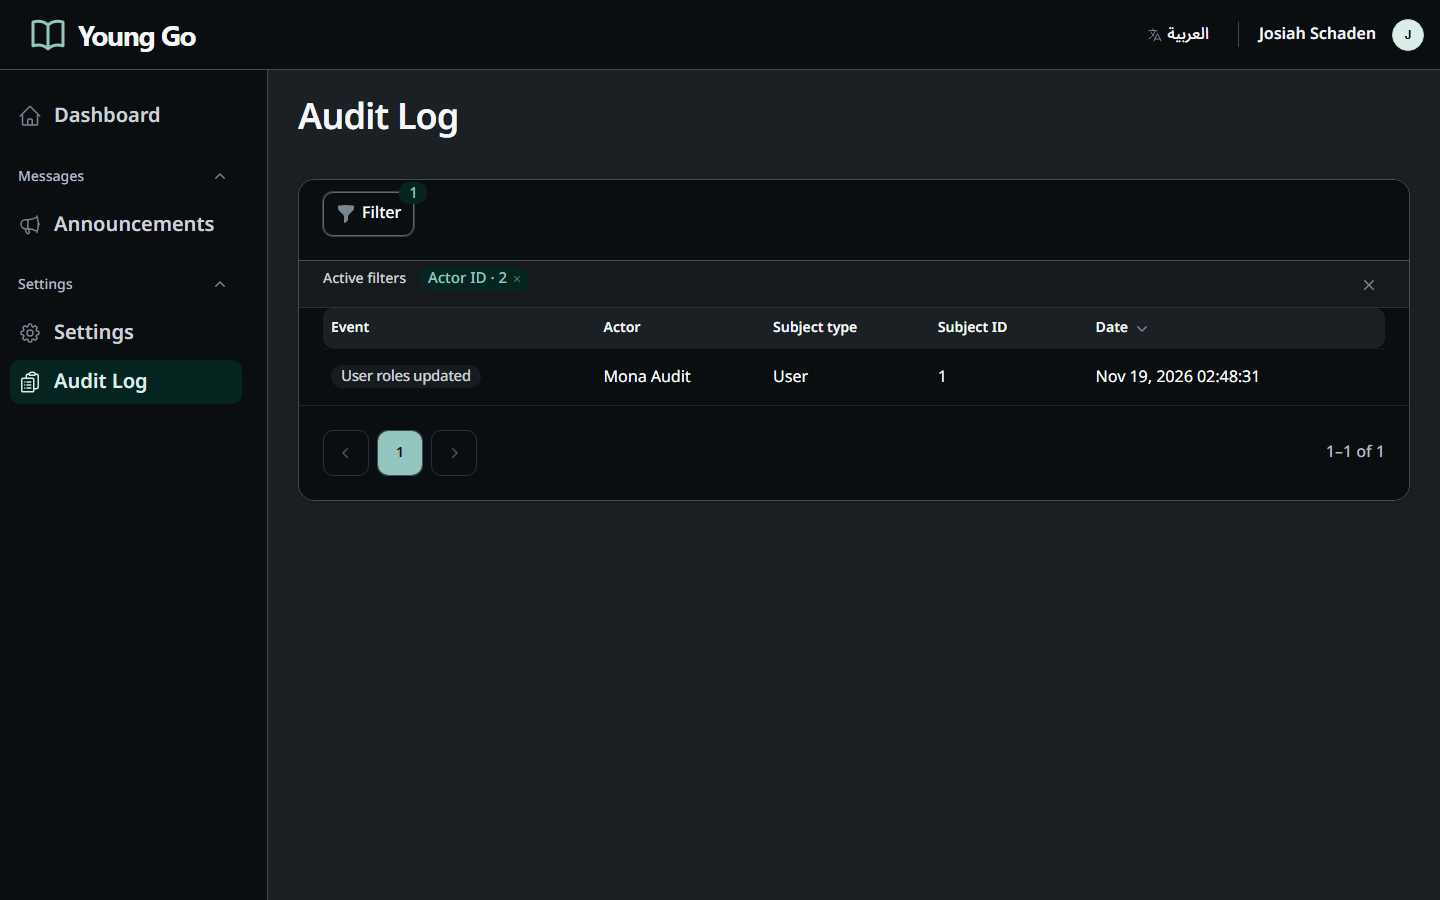 Young Go
العربية
Josiah Schaden
J
Dashboard
Messages
Announcements
Settings
Settings
Audit Log
Audit Log
Filter
1
Active filters
Actor ID · 2 ×
Event Actor Subject type Subject ID Date
User roles updated Mona Audit User 1 Nov 19, 2026 02:48:31
1
1–1 of 1